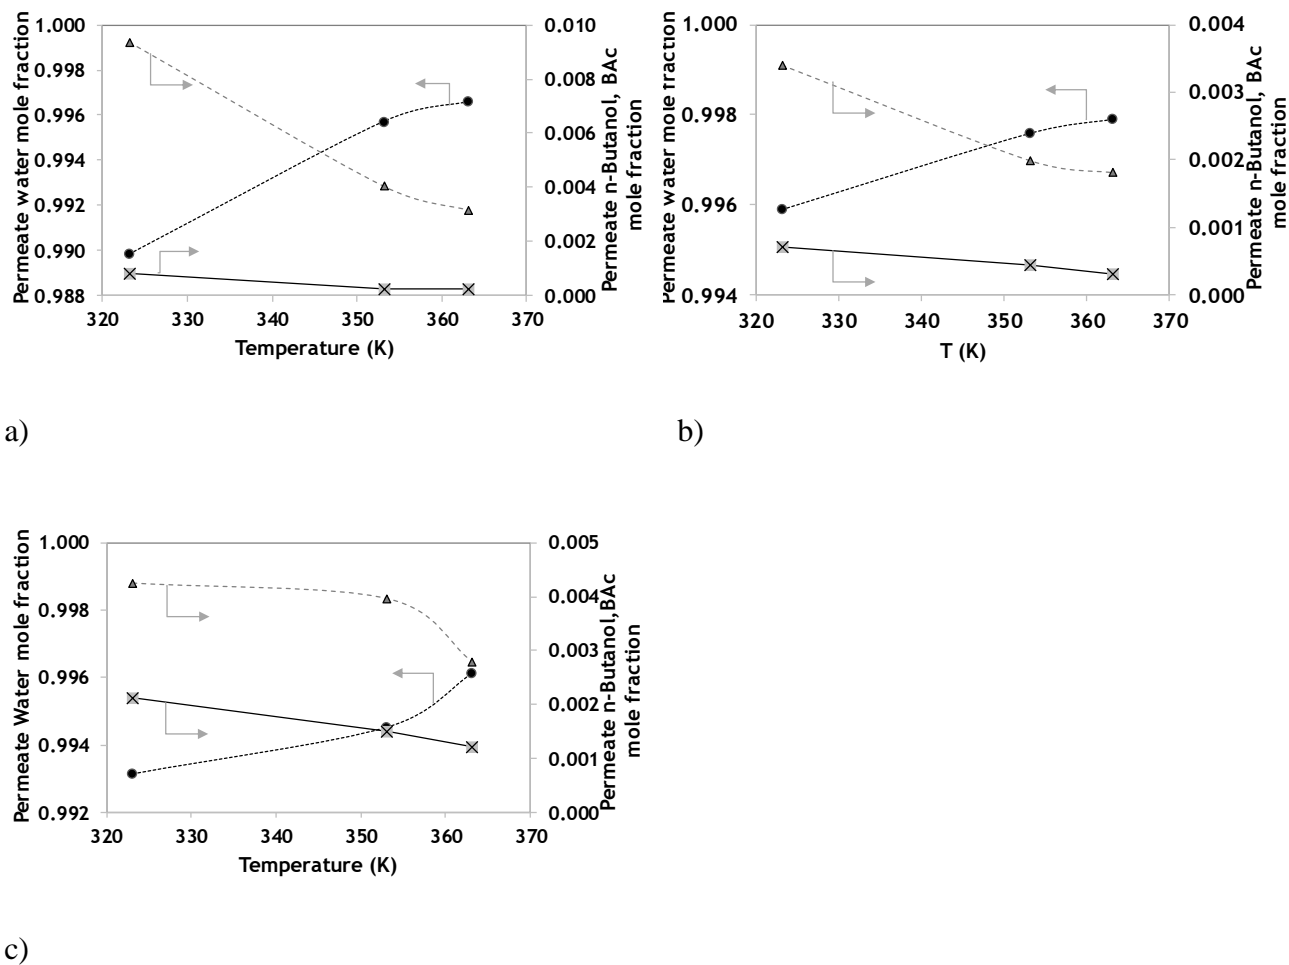 Permeate water mole fraction
1.000
0.998
0.996
0.994
0.992
0.990
0.988
0.010
0.008
0.006
0.004
0.002
0.000
Permeate n-Butanol, BAc
mole fraction
320 330 340 350 360 370
Temperature (K)
a)
Permeate water mole fraction
1.000
0.998
0.996
0.994
0.004
0.003
0.002
0.001
0.000
Permeate n-Butanol, BAc
mole fraction
320 330 340 350 360 370
T (K)
b)
Permeate Water mole fraction
1.000
0.998
0.996
0.994
0.992
0.005
0.004
0.003
0.002
0.001
0.000
Permeate n-Butanol,BAc
mole fraction
320 330 340 350 360 370
Temperature (K)
c)